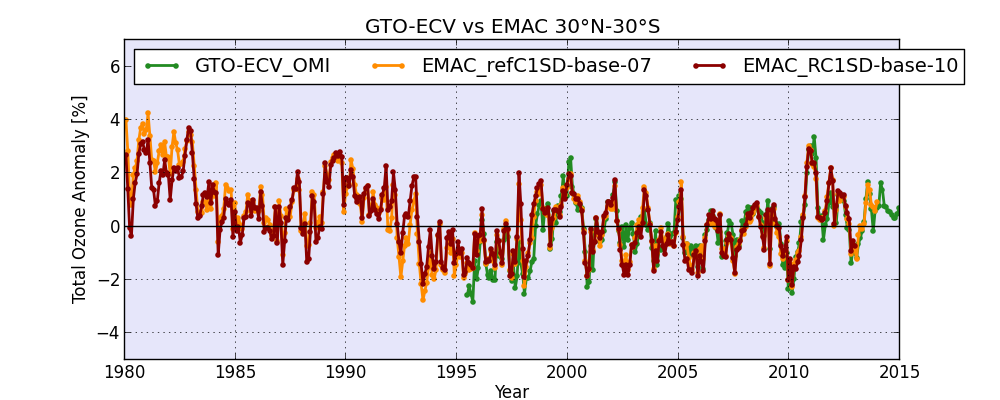 GTO-ECV vs EMAC 30°N-30°S
GTO-ECV_OMI EMAC_refC1SD-base-07 EMAC_RC1SD-base-10
Total Ozone Anomaly [%]
6
4
2
0
−2
−4
1980 1985 1990 1995 2000 2005 2010 2015
Year